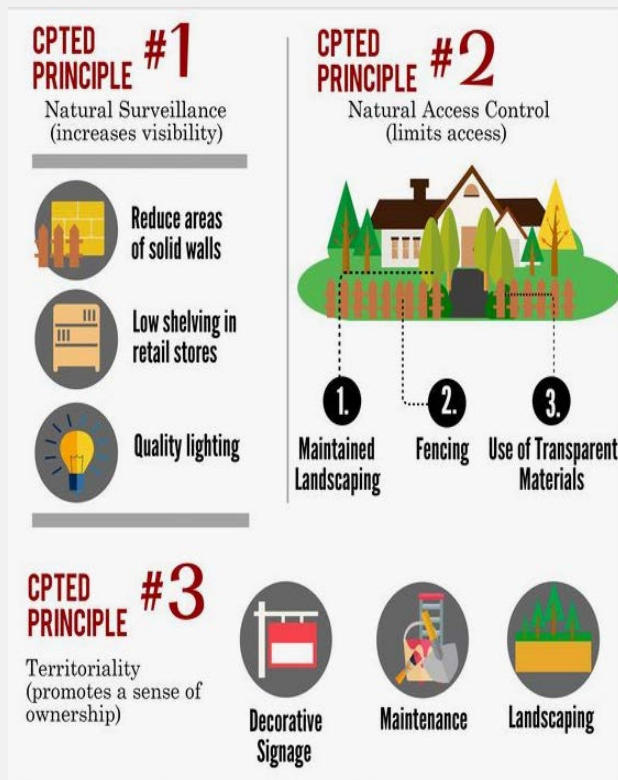 CPTED
PRINCIPLE #1
Natural Surveillance
(increases visibility)
Reduce areas
of solid walls
Low shelving in
retail stores
Quality lighting
CPTED
PRINCIPLE #2
Natural Access Control
(limits access)
1.
Maintained
Landscaping
2.
Fencing
3.
Use of Transparent
Materials
CPTED
PRINCIPLE #3
Territoriality
(promotes a sense of
ownership)
Decorative
Signage
Maintenance
Landscaping